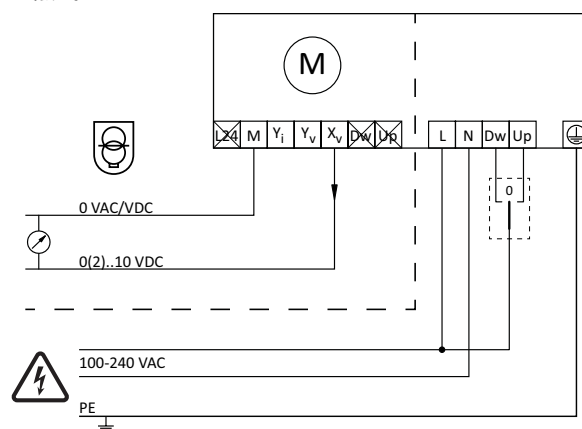 M
L24 M Yi Yv Xv Dw Up L N Dw Up
0
0 VAC/VDC
0(2)..10 VDC
100-240 VAC
PE